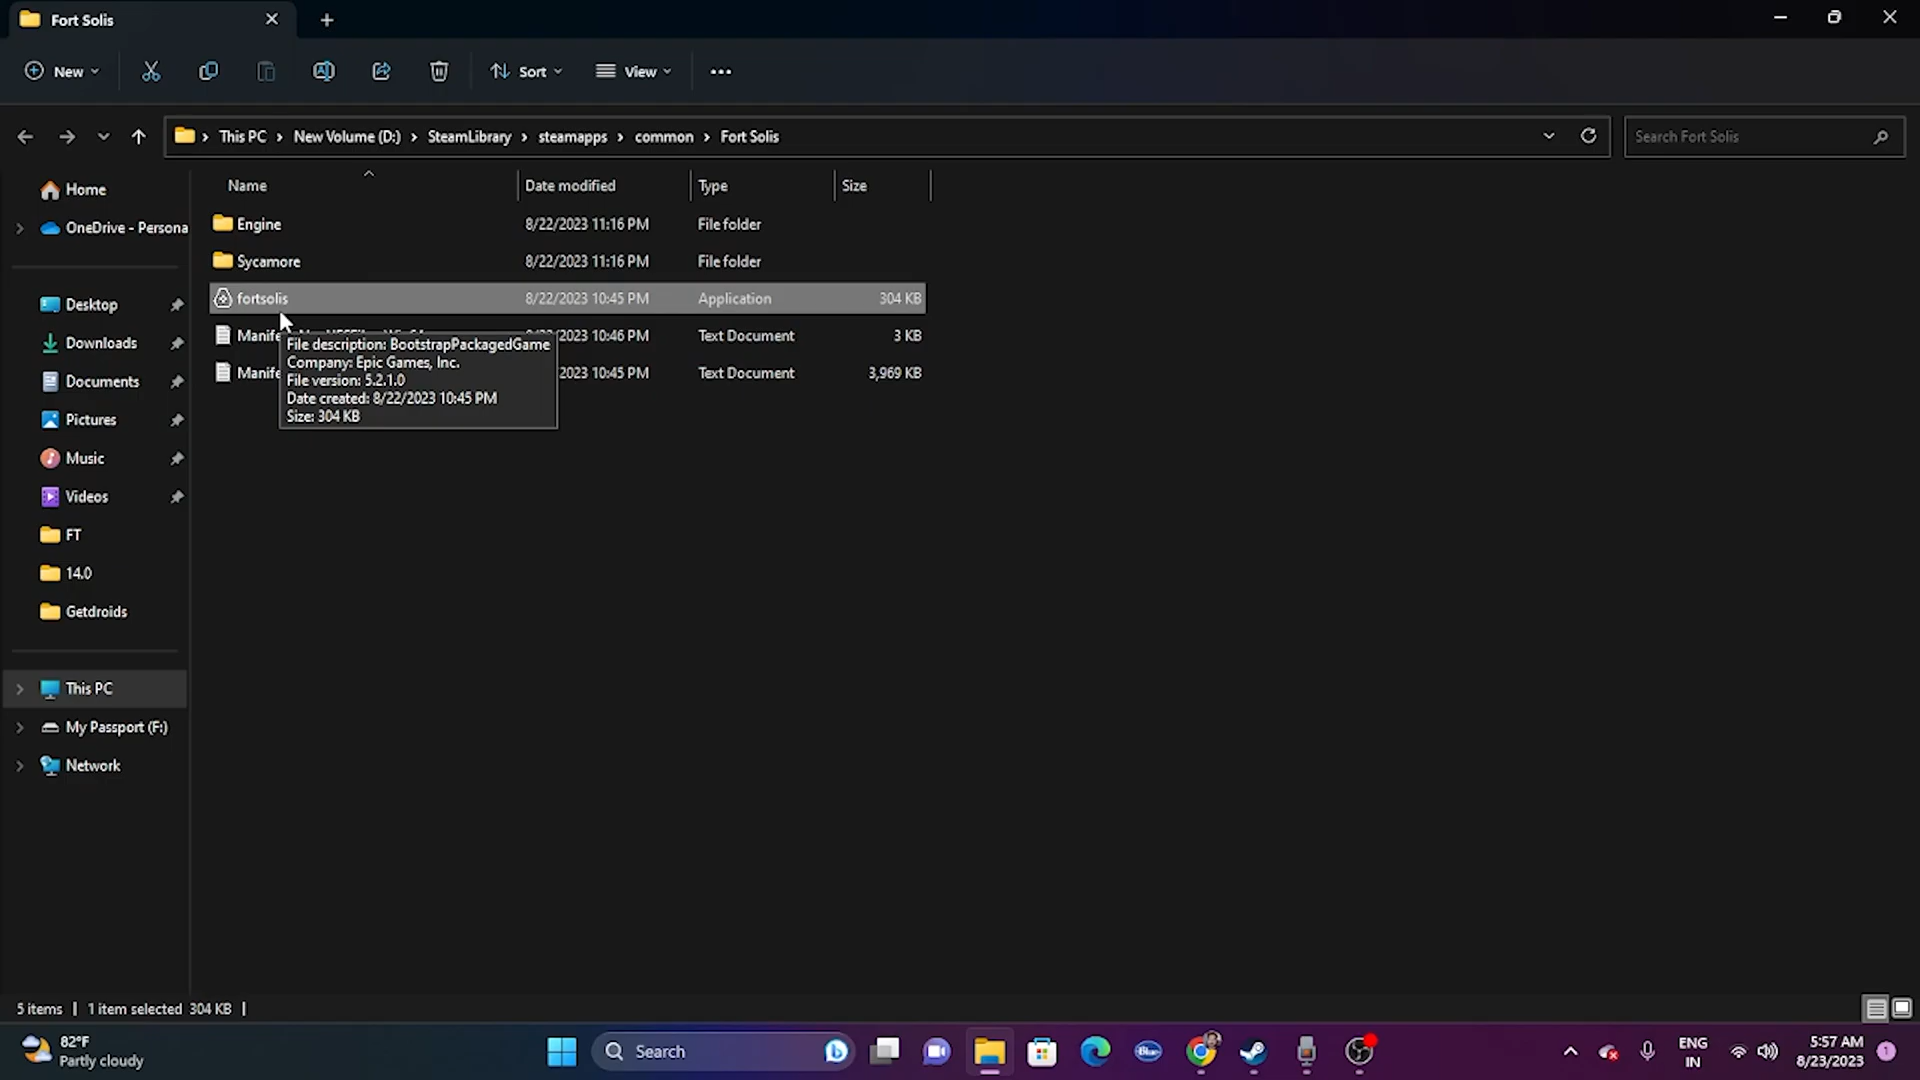 Fort Solis
New
Sort
View
This PC > New Volume (D:) > SteamLibrary > steamapps > common > Fort Solis
Search Fort Solis
Name Date modified Type Size
Home
OneDrive - Persona
Desktop
Downloads
Documents
Pictures
Music
Videos
FT
14.0
Getdroids
This PC
My Passport (F:)
Network
Engine 8/22/2023 11:16 PM File folder
Sycamore 8/22/2023 11:16 PM File folder
fortsolis 8/22/2023 10:45 PM Application 304 KB
Manife 10:46 PM Text Document 3 KB
Manife 2023 10:45 PM Text Document 3,969 KB
File description: BootstrapPackagedGame
Company: Epic Games, Inc.
File version: 5.2.1.0
Date created: 8/22/2023 10:45 PM
Size: 304 KB
5 items | 1 item selected 304 KB |
82°F
Partly cloudy
Search
ENG
IN
5:57 AM
8/23/2023
1